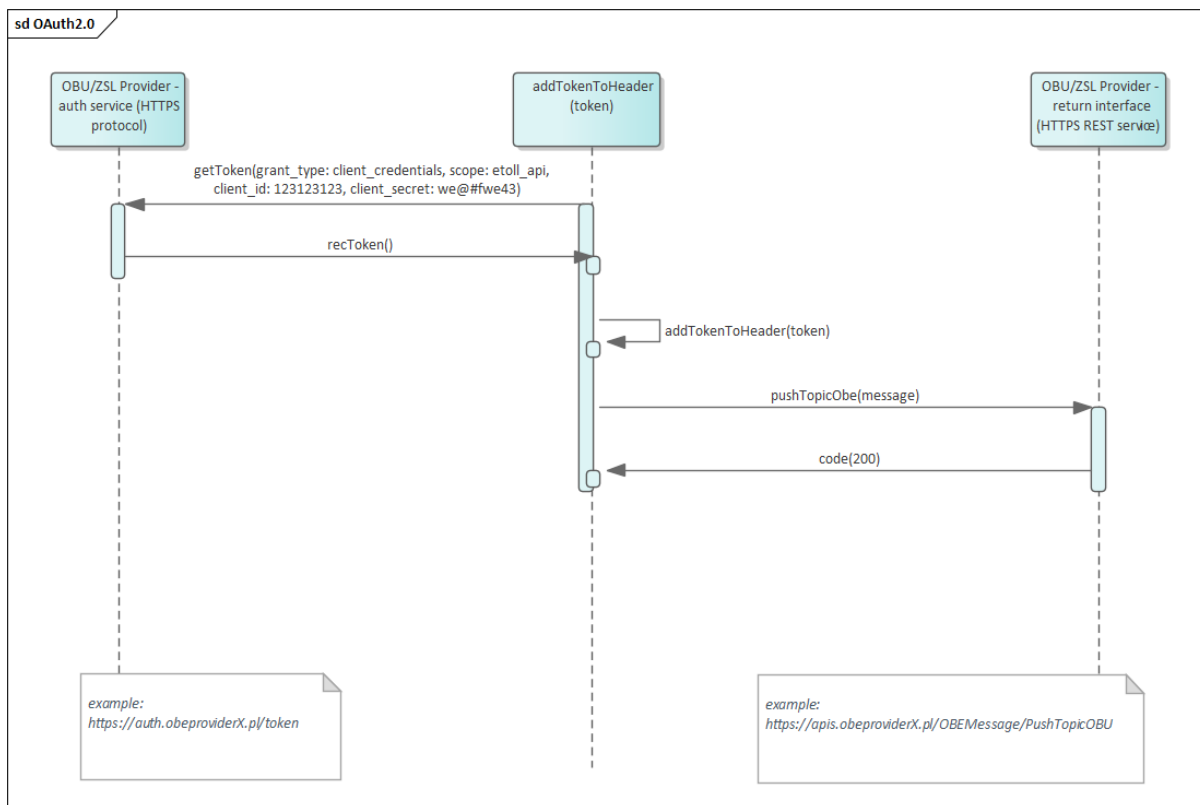 sd OAuth2.0
OBU/ZSL Provider -
auth service (HTTPS
protocol)
addTokenToHeader
(token)
OBU/ZSL Provider -
return interface
(HTTPS REST service)
getToken(grant_type: client_credentials, scope: etoll_api,
client_id: 123123123, client_secret: we@#fwe43)
recToken()
addTokenToHeader(token)
pushTopicObe(message)
code(200)
example:
https://auth.obeproviderX.pl/token
example:
https://apis.obeproviderX.pl/OBEMessage/PushTopicOBU